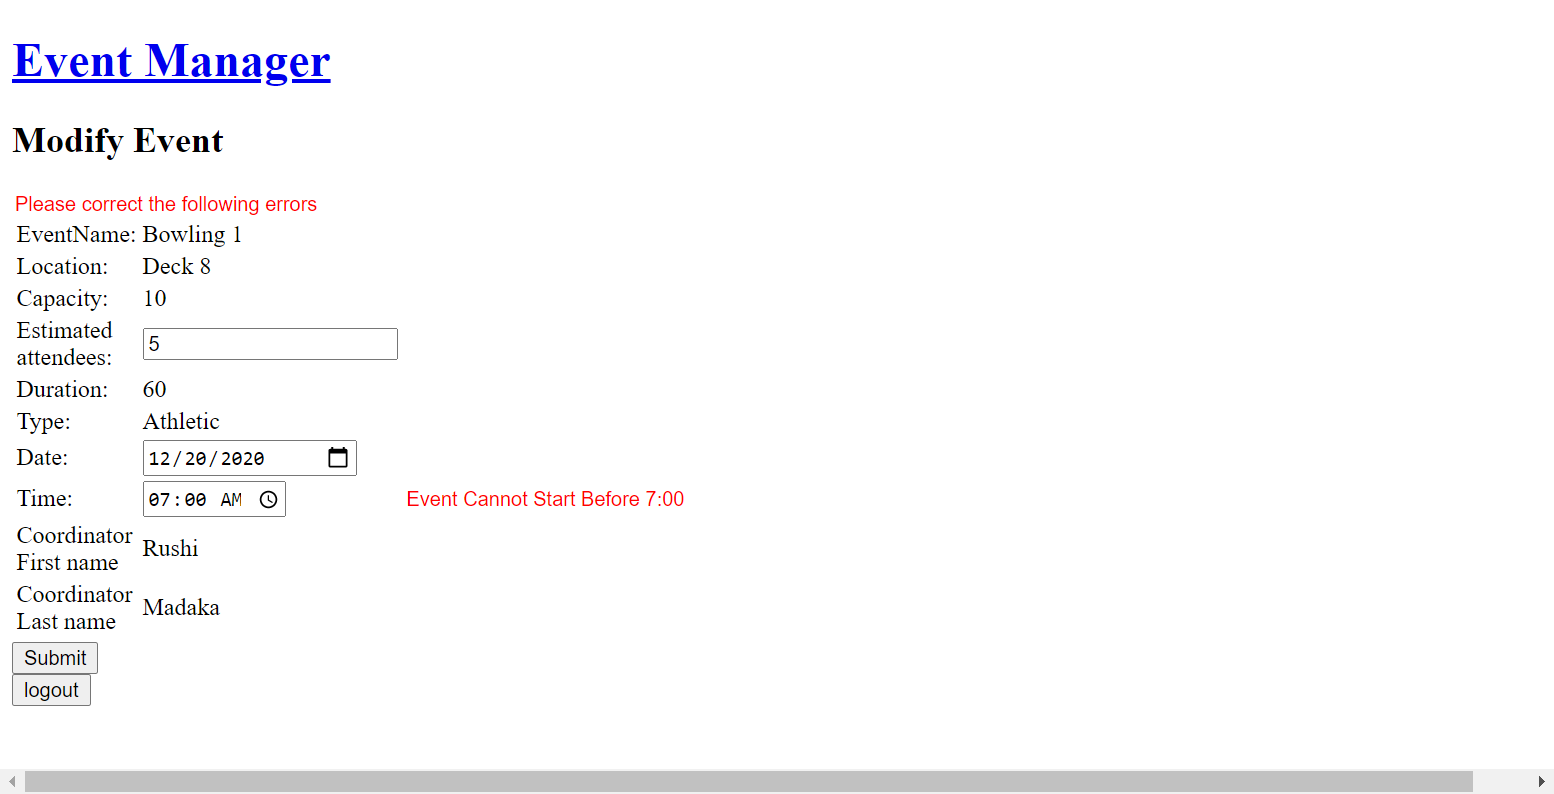 Event Manager
Modify Event
Please correct the following errors
EventName: Bowling 1
Location: Deck 8
Capacity: 10
Estimated
attendees: 5
Duration: 60
Type: Athletic
Date: 12/20/2020
Time: 07:00 AM Event Cannot Start Before 7:00
Coordinator
First name Rushi
Coordinator
Last name Madaka
Submit
logout